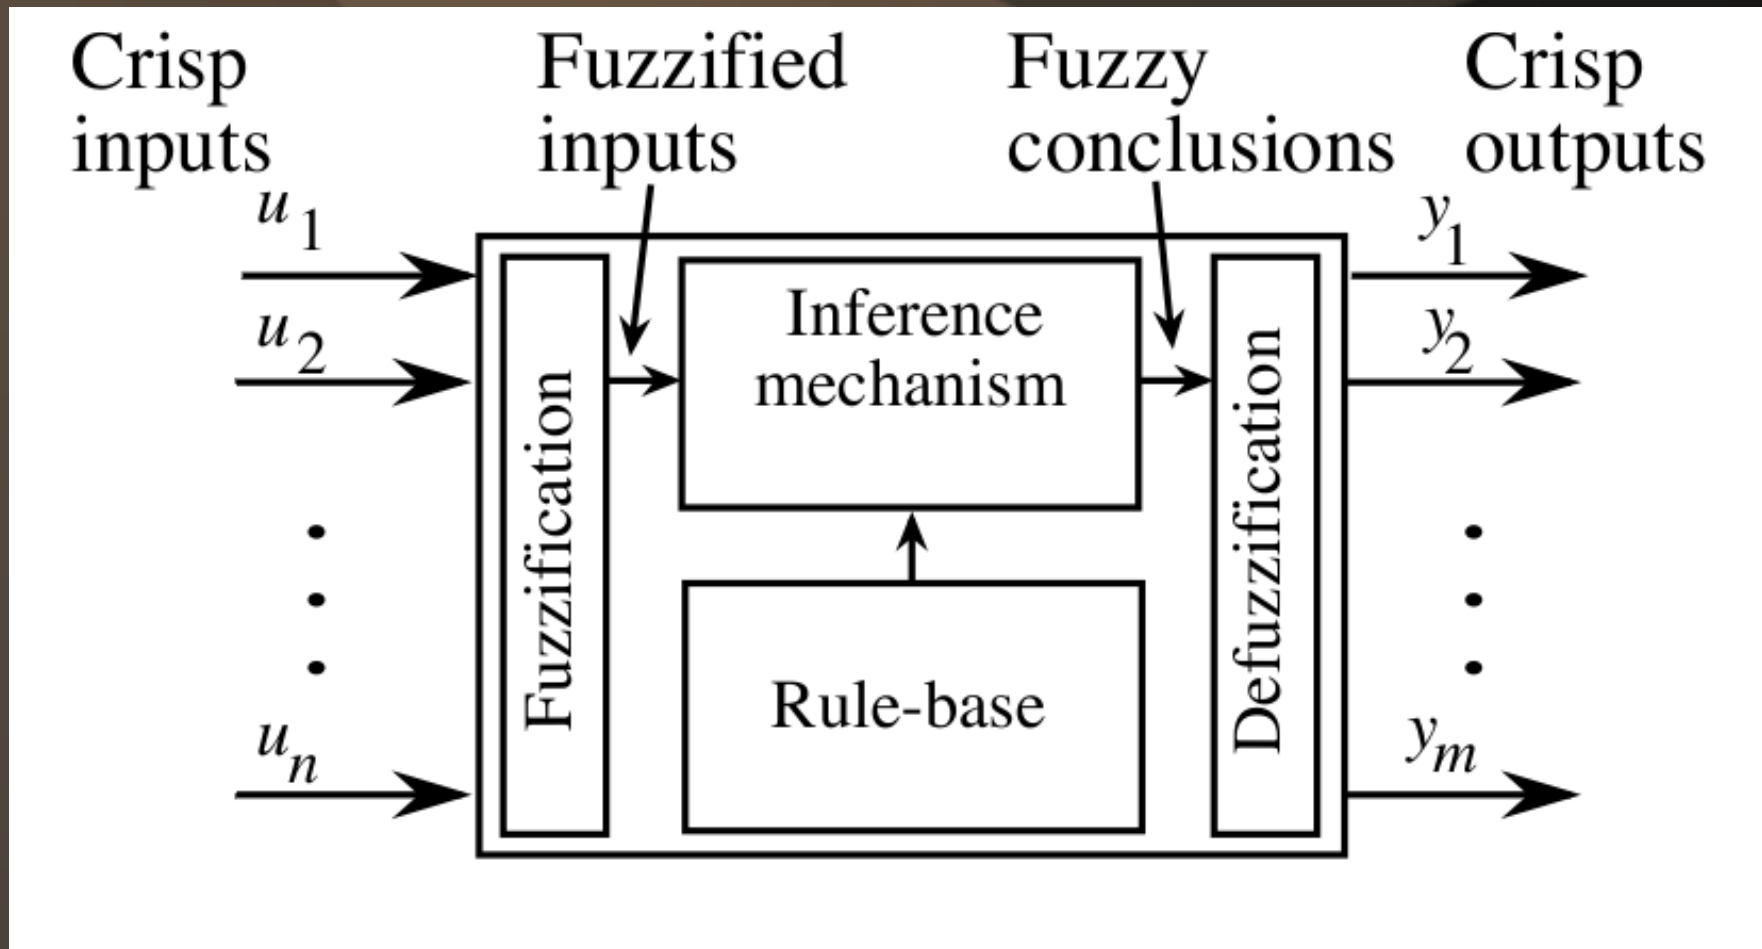 Crisp
inputs
Fuzzified
inputs
Fuzzy
conclusions
Crisp
outputs
u1
u2
un
Fuzzification
Inference
mechanism
Rule-base
Defuzzification
y1
y2
ym